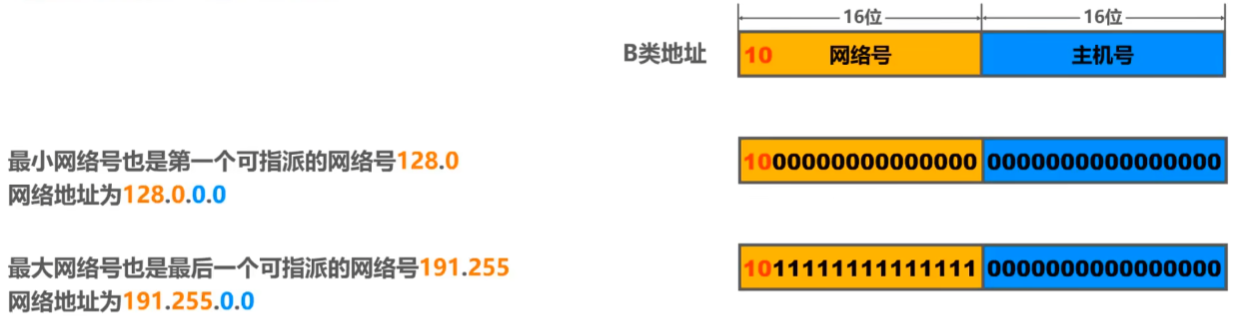 16位 16位
B类地址 10 网络号 主机号
最小网络号也是第一个可指派的网络号128.0
网络地址为128.0.0.0
1000000000000000 0000000000000000
最大网络号也是最后一个可指派的网络号191.255
网络地址为191.255.0.0
1011111111111111 0000000000000000